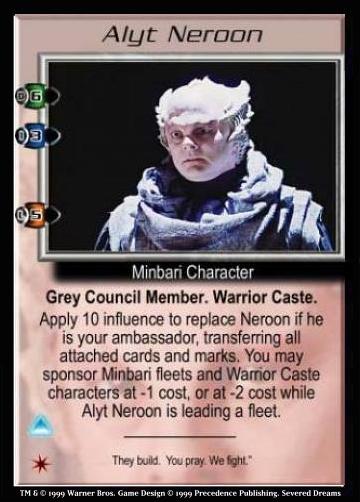 Alyt Neroon
6
3
5
Minbari Character
Grey Council Member. Warrior Caste.
Apply 10 influence to replace Neroon if he
is your ambassador, transferring all
attached cards and marks. You may
sponsor Minbari fleets and Warrior Caste
characters at -1 cost, or at -2 cost while
Alyt Neroon is leading a fleet.
They build. You pray. We fight."
TM & © 1999 Warner Bros. Game Design © 1999 Precedence Publishing. Severed Dreams